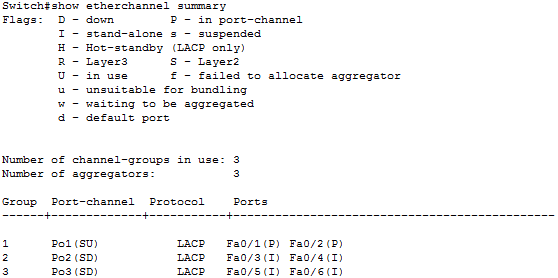 Switch#show etherchannel summary
Flags:  D - down        P - in port-channel
        I - stand-alone s - suspended
        H - Hot-standby (LACP only)
        R - Layer3      S - Layer2
        U - in use      f - failed to allocate aggregator
        u - unsuitable for bundling
        w - waiting to be aggregated
        d - default port
Number of channel-groups in use: 3
Number of aggregators:           3
Group  Port-channel  Protocol    Ports
------+-------------+-----------+----------------------------------------------
1      Po1(SU)           LACP   Fa0/1(P) Fa0/2(P)
2      Po2(SD)           LACP   Fa0/3(I) Fa0/4(I)
3      Po3(SD)           LACP   Fa0/5(I) Fa0/6(I)